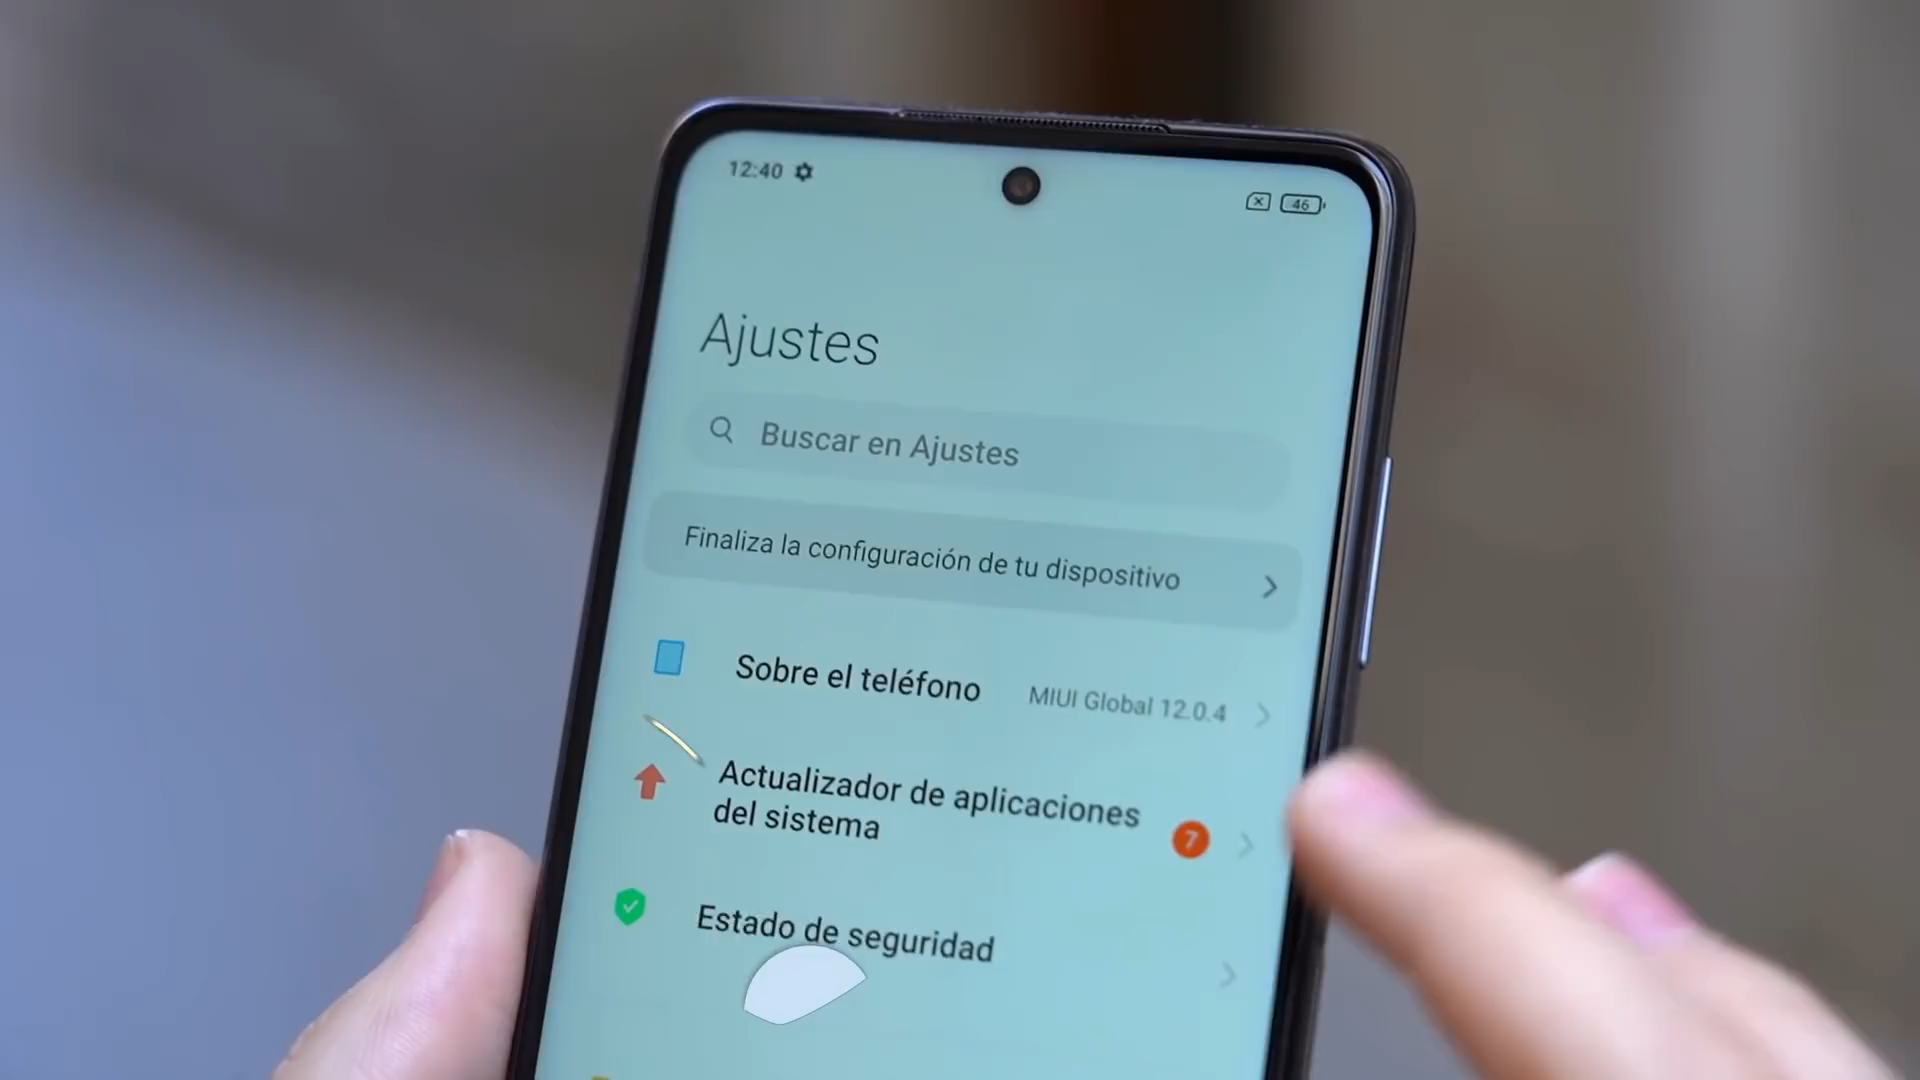 12:40
46
Ajustes
Buscar en Ajustes
Finaliza la configuración de tu dispositivo
Sobre el teléfono MIUI Global 12.0.4
Actualizador de aplicaciones
del sistema
7
Estado de seguridad